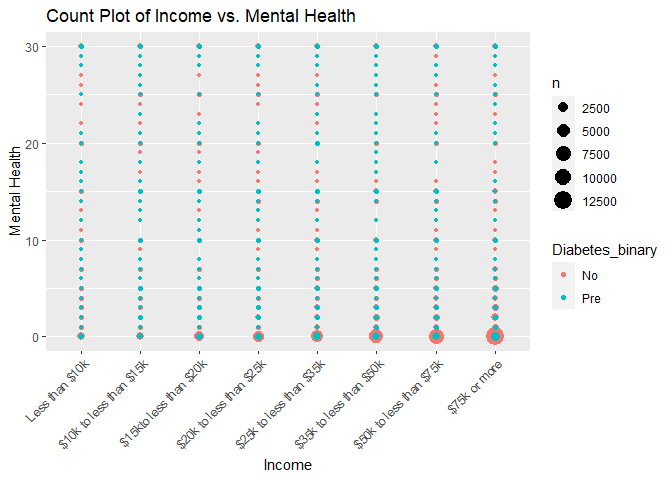 Count Plot of Income vs. Mental Health
30
20
10
0
Mental Health
Less than $10k
$10k to less than $15k
$15kto less than $20k
$20k to less than $25k
$25k to less than $35k
$35k to less than $50k
$50k to less than $75k
$75k or more
Income
n
2500
5000
7500
10000
12500
Diabetes_binary
No
Pre